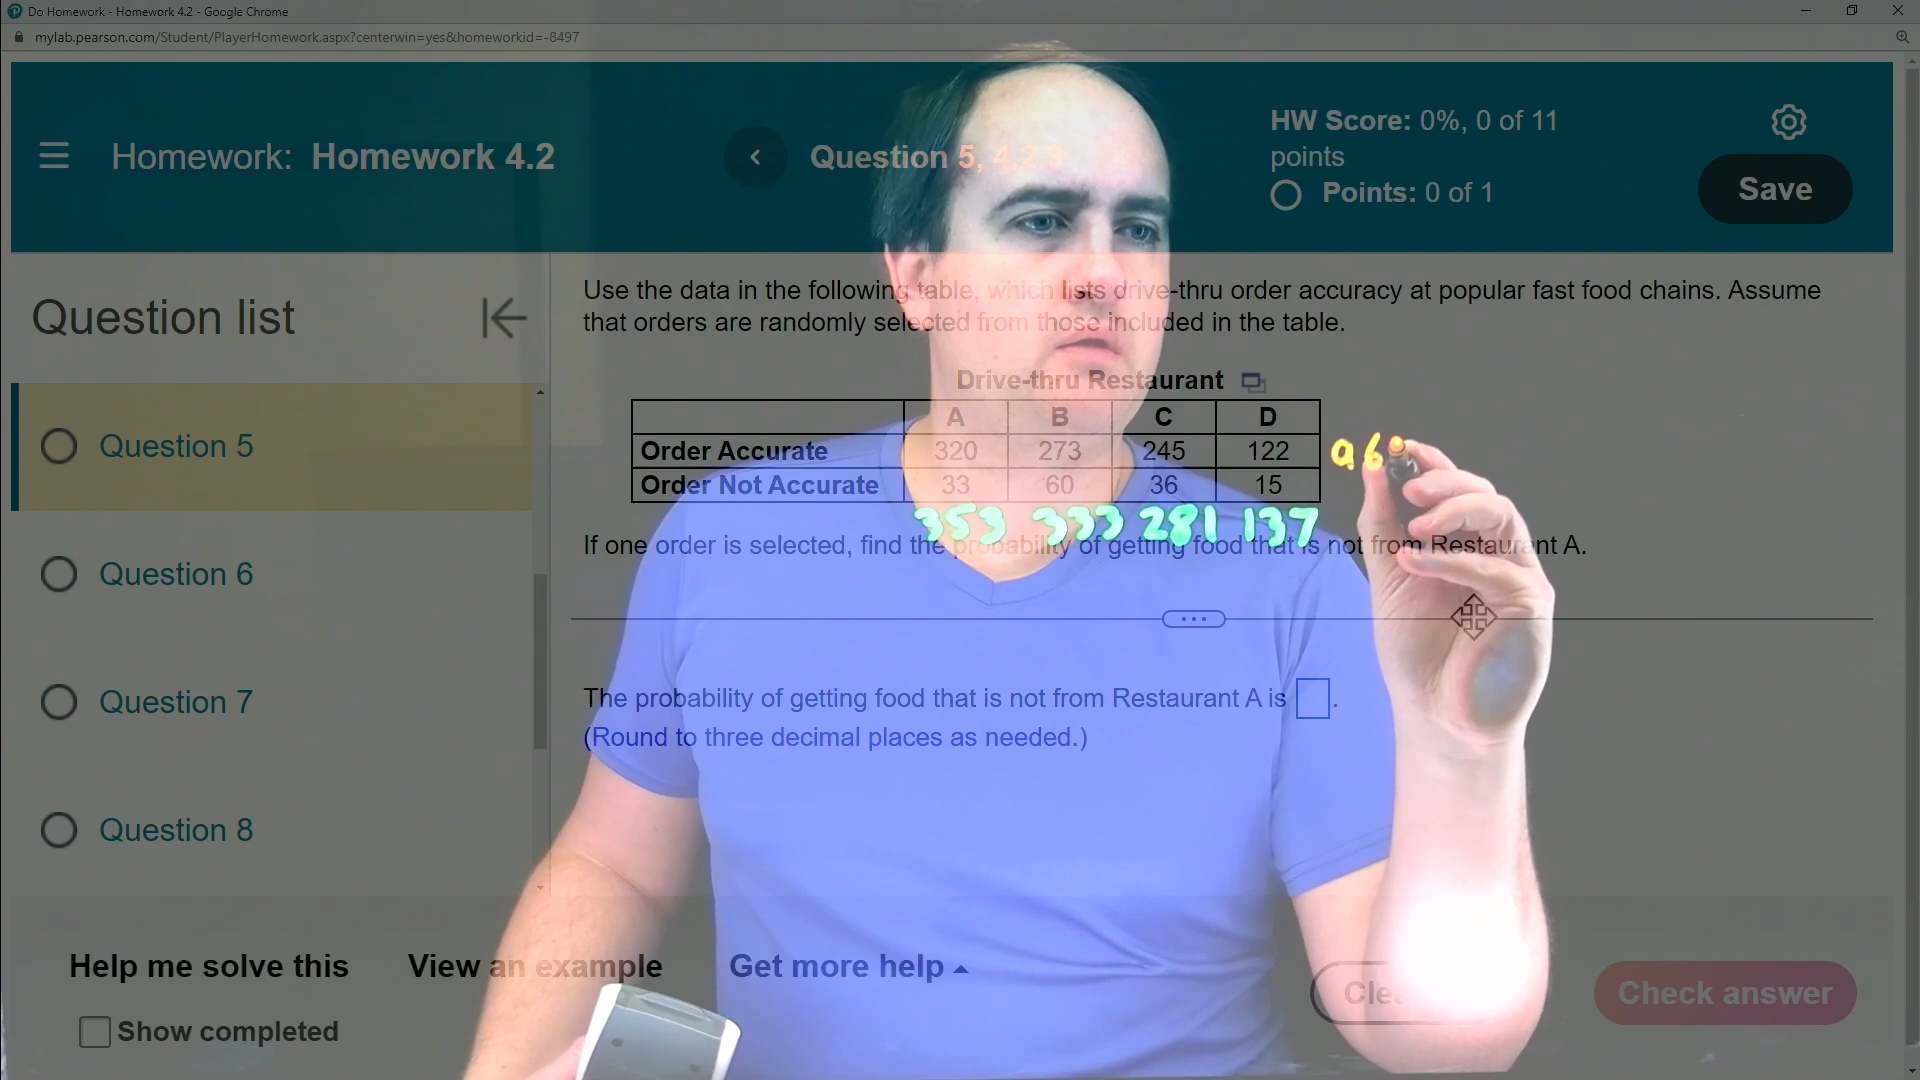 Do Homework - Homework 4.2 - Google Chrome
mylab.pearson.com/Student/PlayerHomework.aspx?centerwin=yes&homeworkid=-8497
Homework: Homework 4.2
Question 5, 4.2.9
HW Score: 0%, 0 of 11
points
Points: 0 of 1
Save
Question list
Question 5
Question 6
Question 7
Question 8
Use the data in the following table, which lists drive-thru order accuracy at popular fast food chains. Assume
that orders are randomly selected from those included in the table.
Drive-thru Restaurant
A B C D
Order Accurate 320 273 245 122 96
Order Not Accurate 33 60 36 15
353 333 281 137
If one order is selected, find the probability of getting food that is not from Restaurant A.
The probability of getting food that is not from Restaurant A is .
(Round to three decimal places as needed.)
Help me solve this
View an example
Get more help
Check answer
Show completed